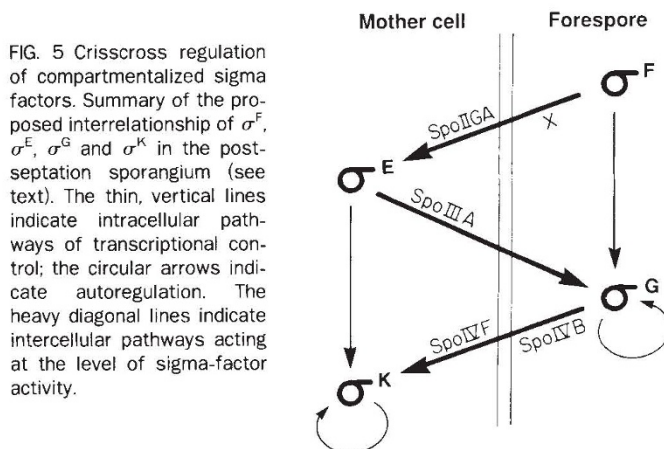 FIG. 5 Crisscross regulation
of compartmentalized sigma
factors. Summary of the pro-
posed interrelationship of σF,
σE, σG and σK in the post-
septation sporangium (see
text). The thin, vertical lines
indicate intracellular path-
ways of transcriptional con-
trol; the circular arrows indi-
cate autoregulation. The
heavy diagonal lines indicate
intercellular pathways acting
at the level of sigma-factor
activity.
Mother cell
Forespore
σF
SpoIIGA
X
σE
SpoIIIA
σG
SpoIVF
SpoIVB
σK